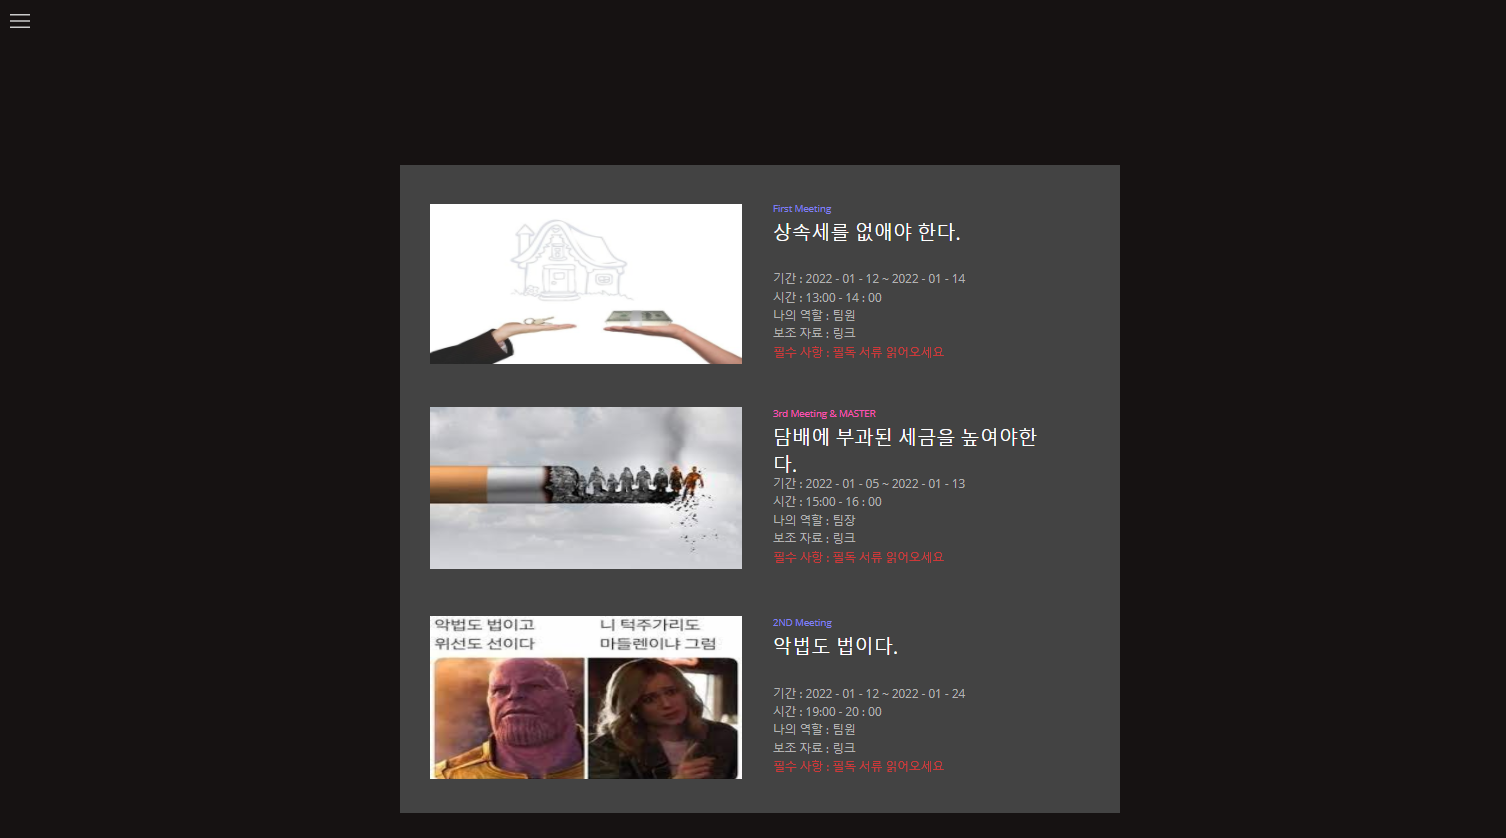 First Meeting
상속세를 없애야 한다.
기간 : 2022 - 01 - 12 ~ 2022 - 01 - 14
시간 : 13:00 - 14 : 00
나의 역할 : 팀원
보조 자료 : 링크
필수 사항 : 필독 서류 읽어오세요
3rd Meeting & MASTER
담배에 부과된 세금을 높여야한
다.
기간 : 2022 - 01 - 05 ~ 2022 - 01 - 13
시간 : 15:00 - 16 : 00
나의 역할 : 팀장
보조 자료 : 링크
필수 사항 : 필독 서류 읽어오세요
악법도 법이고
위선도 선이다
니 턱주가리도
마들렌이냐 그럼
2ND Meeting
악법도 법이다.
기간 : 2022 - 01 - 12 ~ 2022 - 01 - 24
시간 : 19:00 - 20 : 00
나의 역할 : 팀원
보조 자료 : 링크
필수 사항 : 필독 서류 읽어오세요